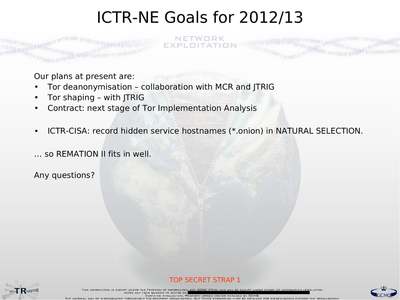 ICTR-NE Goals for 2012/13
NETWORK
EXPLOITATION
Our plans at present are:
• Tor deanonymisation – collaboration with MCR and JTRIG
• Tor shaping – with JTRIG
• Contract: next stage of Tor Implementation Analysis
• ICTR-CISA: record hidden service hostnames (*.onion) in NATURAL SELECTION.
… so REMATION II fits in well.
Any questions?
TOP SECRET STRAP 1
TR
GCHQ